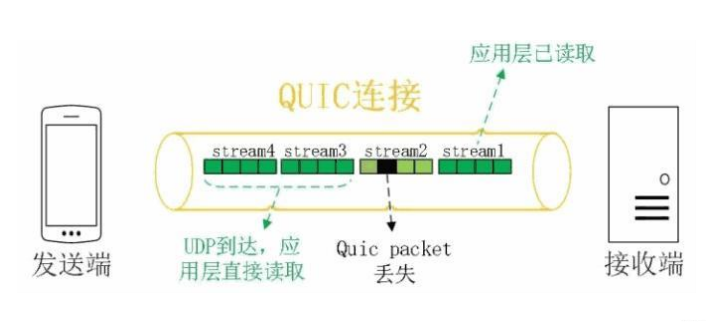 应用层已读取
QUIC连接
stream4 stream3 stream2 stream1
UDP到达，应
用层直接读取
Quic packet
丢失
发送端
接收端